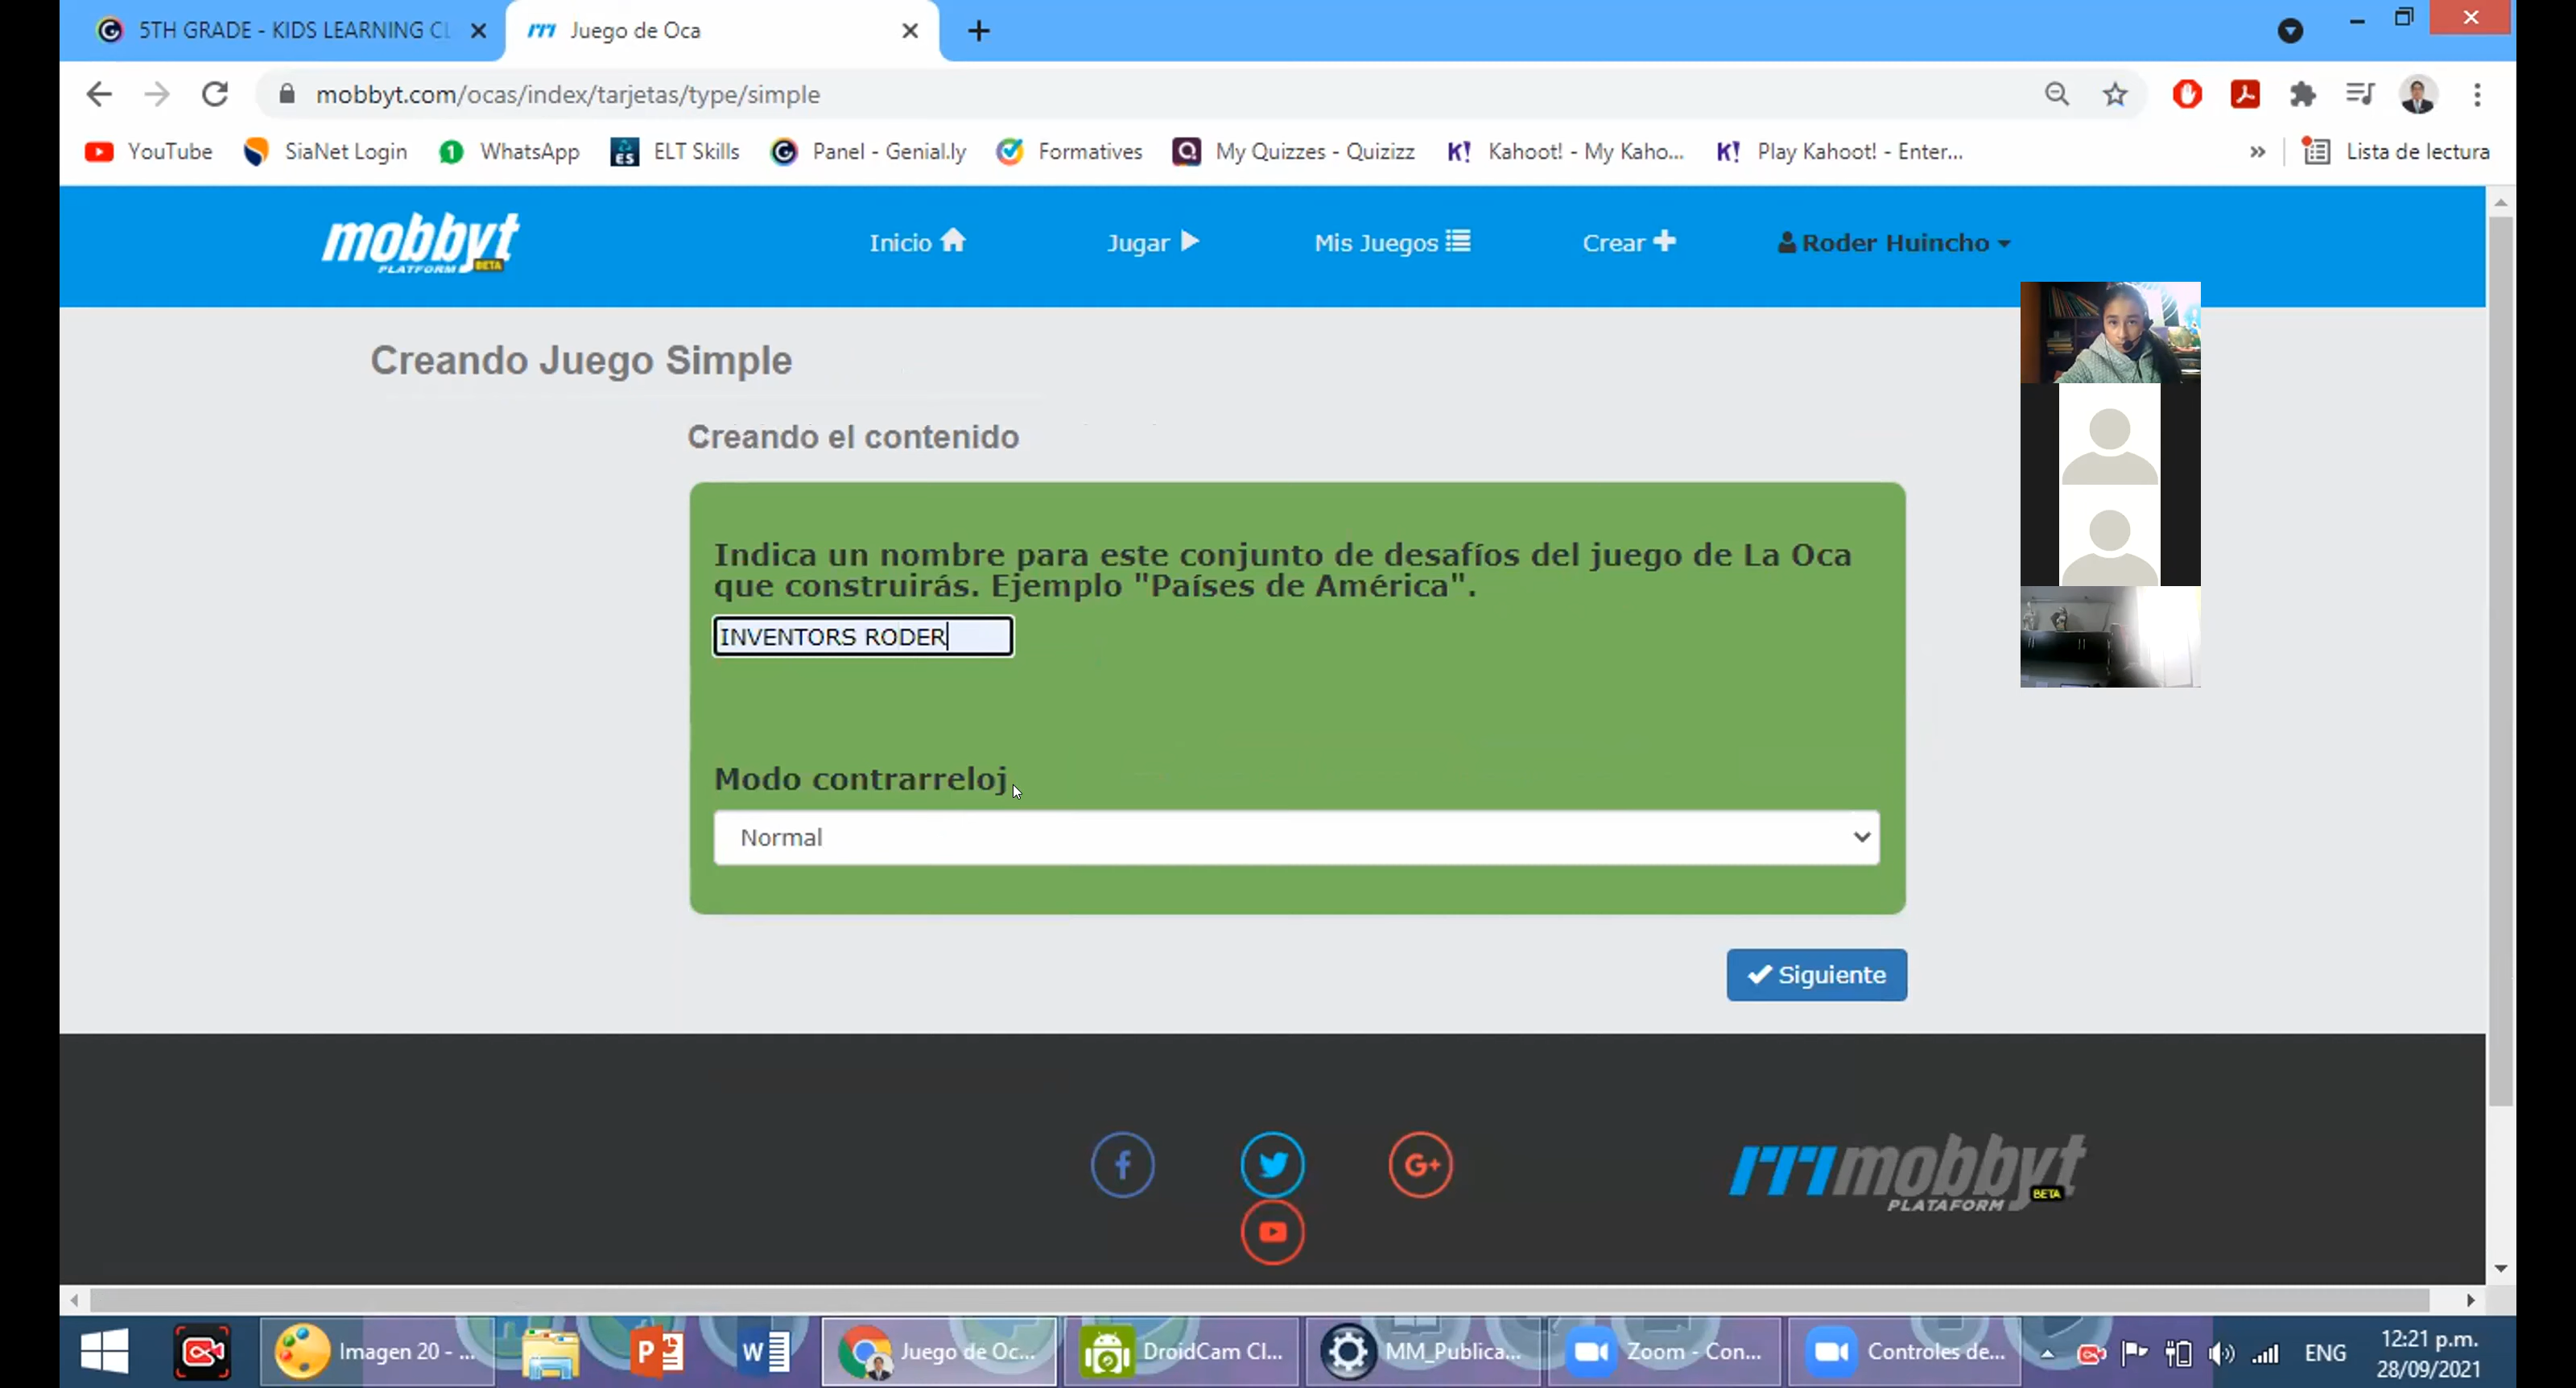 5TH GRADE - KIDS LEARNING CL
Juego de Oca
mobbyt.com/ocas/index/tarjetas/type/simple
YouTube
SiaNet Login
1 WhatsApp
ES ELT Skills
Panel - Genial.ly
Formatives
Q My Quizzes - Quizizz
K! Kahoot! - My Kaho...
K! Play Kahoot! - Enter...
Lista de lectura
mobbyt
PLATFORM BETA
Inicio
Jugar
Mis Juegos
Crear
Roder Huincho
Creando Juego Simple
Creando el contenido
Indica un nombre para este conjunto de desafíos del juego de La Oca
que construirás. Ejemplo "Países de América".
INVENTORS RODER
Modo contrarreloj
Normal
Siguiente
f
G+
mobbyt
PLATAFORM BETA
Imagen 20 - ...
P
W
Juego de Oc...
DroidCam Cl...
MM_Publica...
Zoom - Con...
Controles de...
ENG
12:21 p.m.
28/09/2021